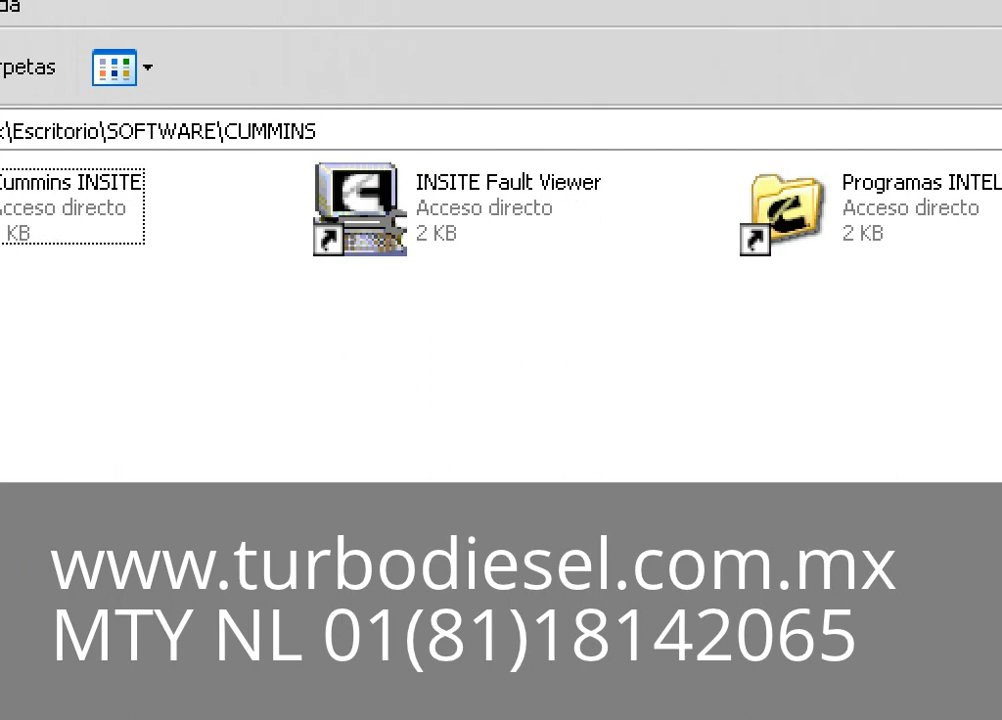 da
rpetas
\Escritorio\SOFTWARE\CUMMINS
Cummins INSITE
Acceso directo
KB
INSITE Fault Viewer
Acceso directo
2 KB
Programas INTEL
Acceso directo
2 KB
www.turbodiesel.com.mx
MTY NL 01(81)18142065